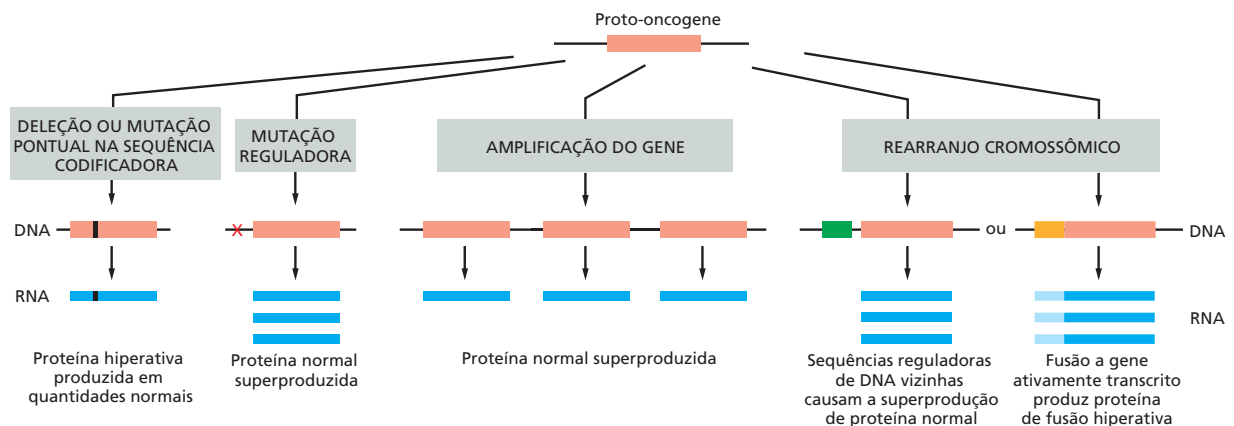 Proto-oncogene
DELEÇÃO OU MUTAÇÃO
PONTUAL NA SEQUÊNCIA
CODIFICADORA
MUTAÇÃO
REGULADORA
AMPLIFICAÇÃO DO GENE
REARRANJO CROMOSSÔMICO
DNA
X
ou
DNA
RNA
RNA
Proteína hiperativa
produzida em
quantidades normais
Proteína normal
superproduzida
Proteína normal superproduzida
Sequências reguladoras
de DNA vizinhas
causam a superprodução
de proteína normal
Fusão a gene
ativamente transcrito
produz proteína
de fusão hiperativa